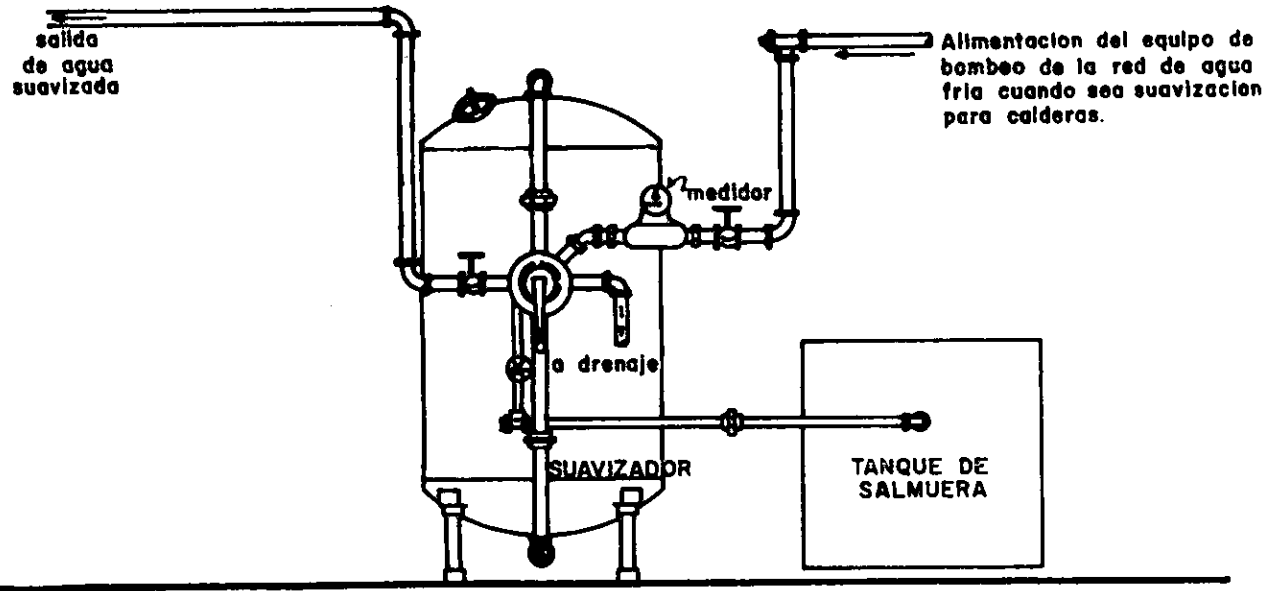 salida
de agua
suavizada
Alimentacion del equipo de
bombeo de la red de agua
fria cuando sea suavizacion
para calderas.
medidor
a drenaje
SUAVIZADOR
TANQUE DE
SALMUERA